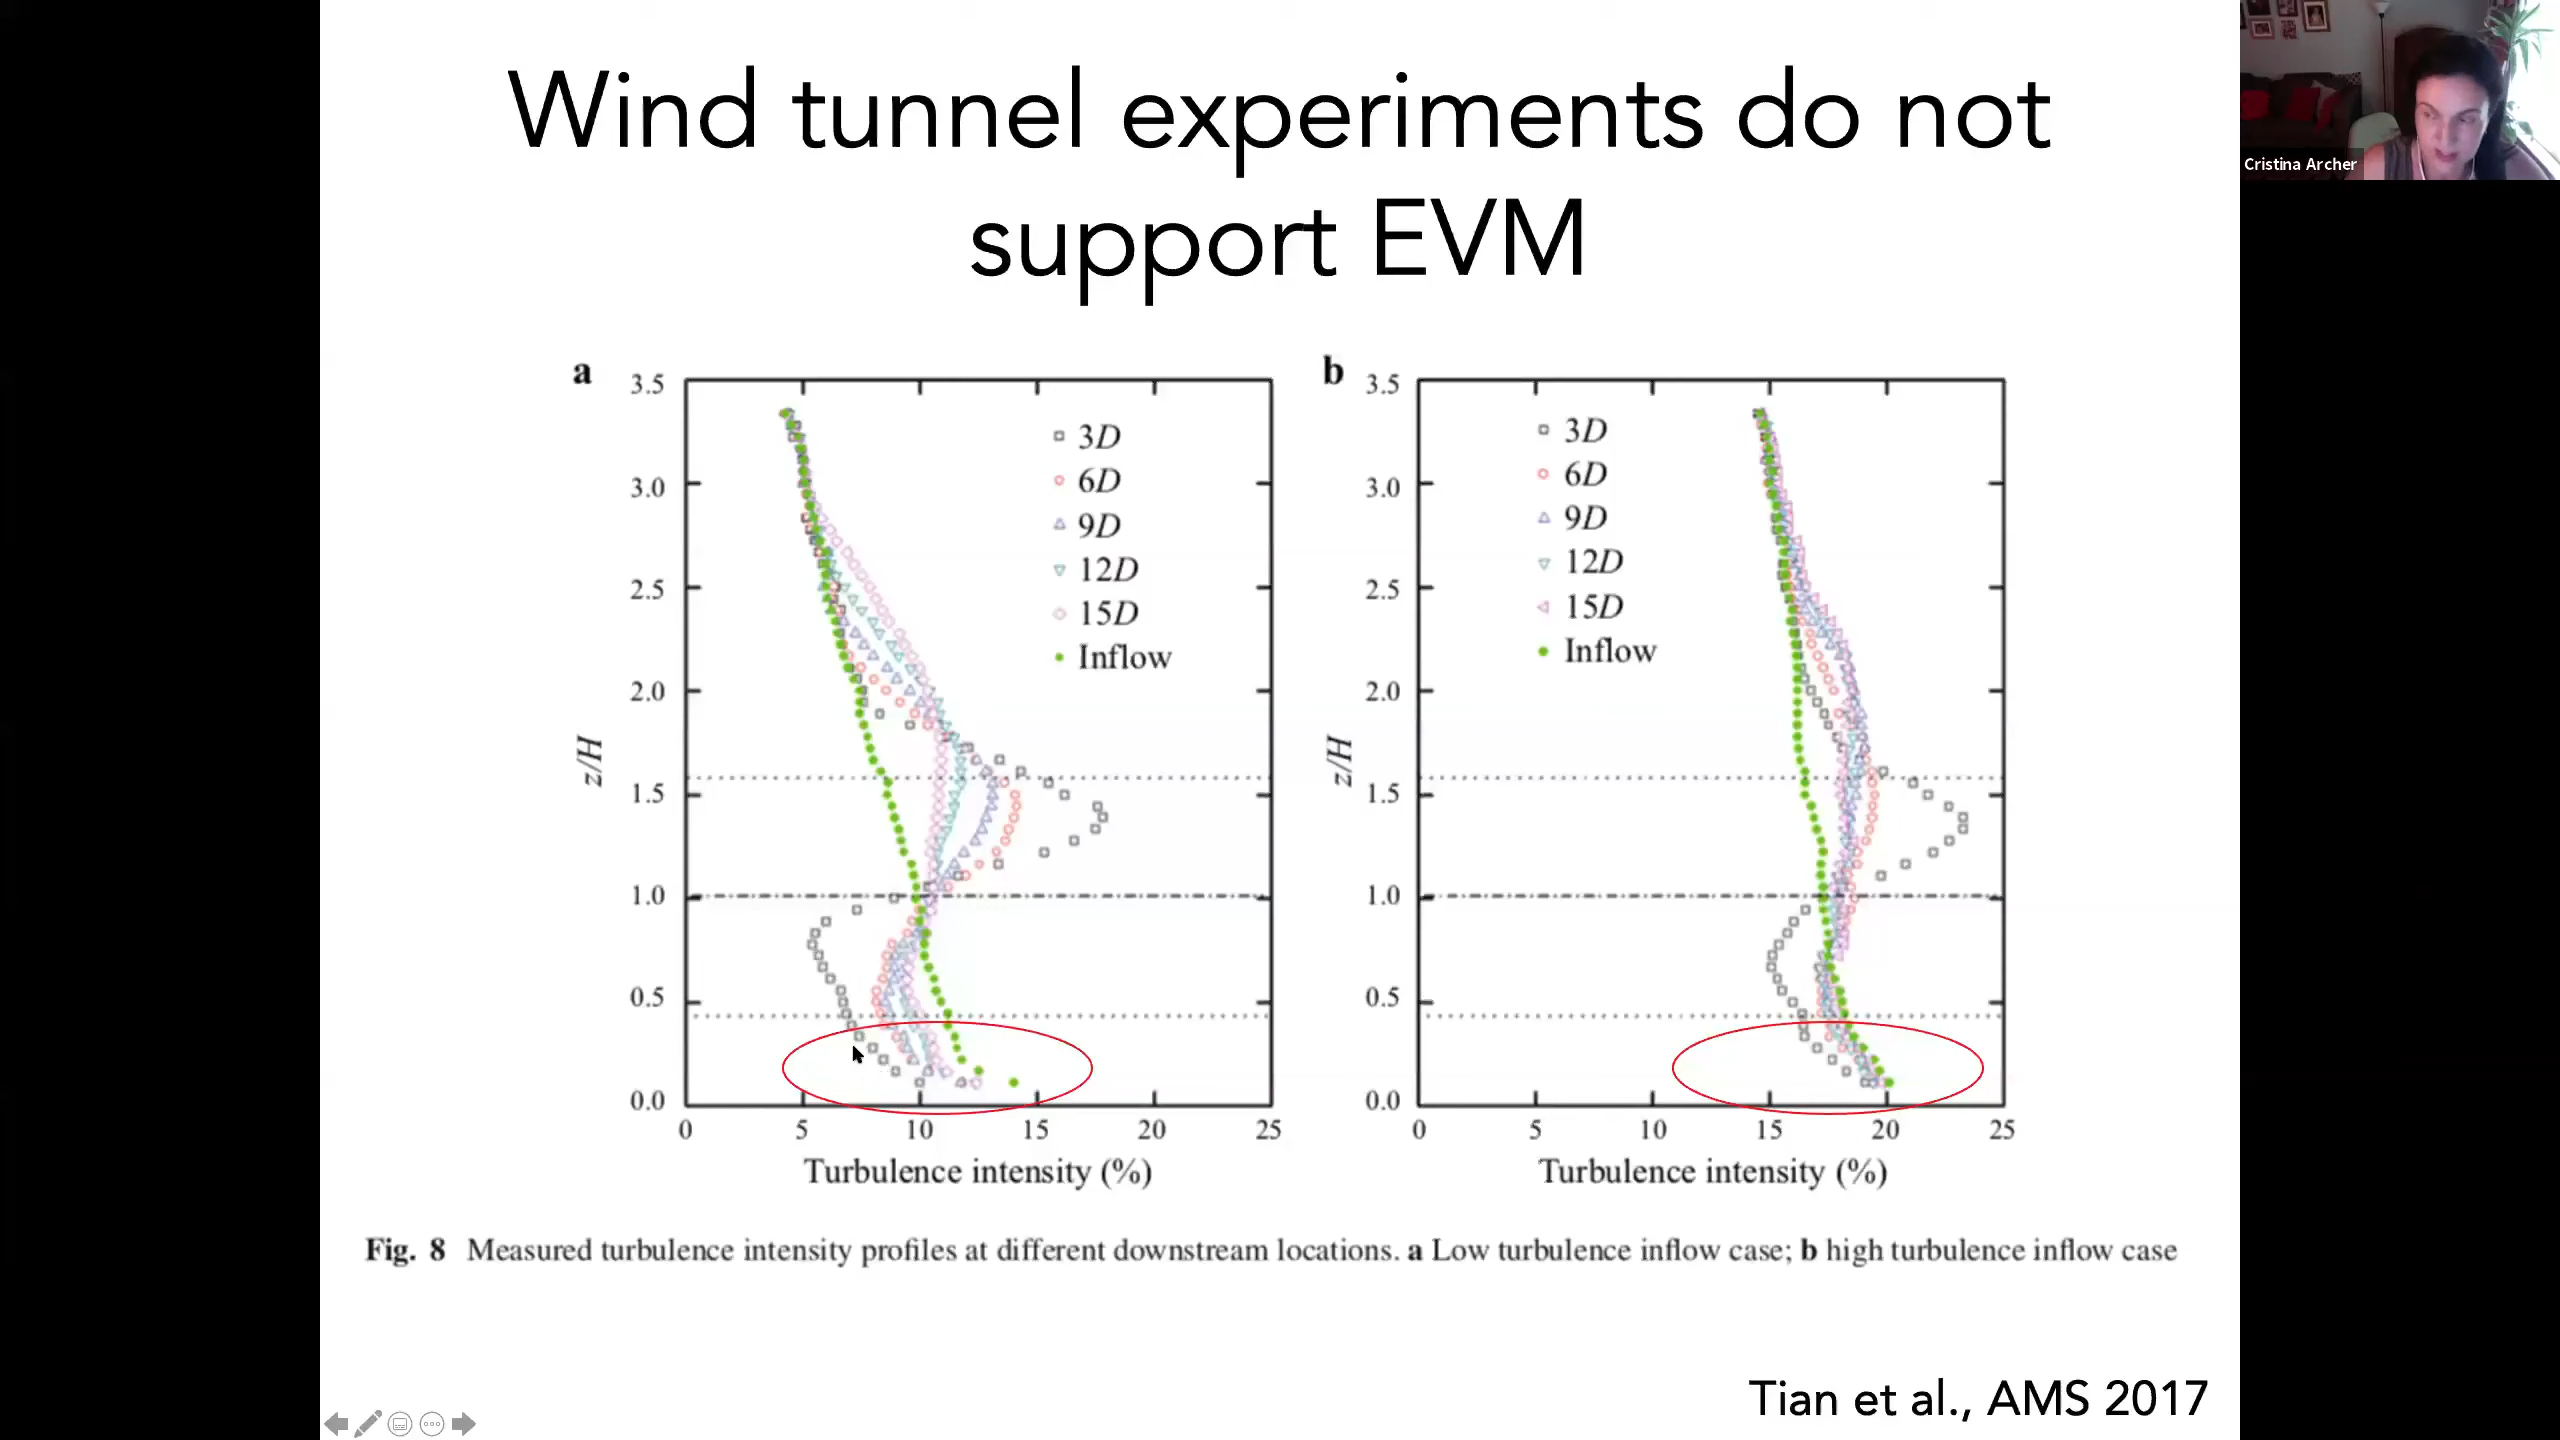 Wind tunnel experiments do not
support EVM
Cristina Archer
a
3.5
3.0
2.5
2.0
1.5
1.0
0.5
0.0
z/H
3D
6D
9D
12D
15D
Inflow
0 5 10 15 20 25
Turbulence intensity (%)
b
3.5
3.0
2.5
2.0
1.5
1.0
0.5
0.0
z/H
3D
6D
9D
12D
15D
Inflow
0 5 10 15 20 25
Turbulence intensity (%)
Fig. 8 Measured turbulence intensity profiles at different downstream locations. a Low turbulence inflow case; b high turbulence inflow case
Tian et al., AMS 2017